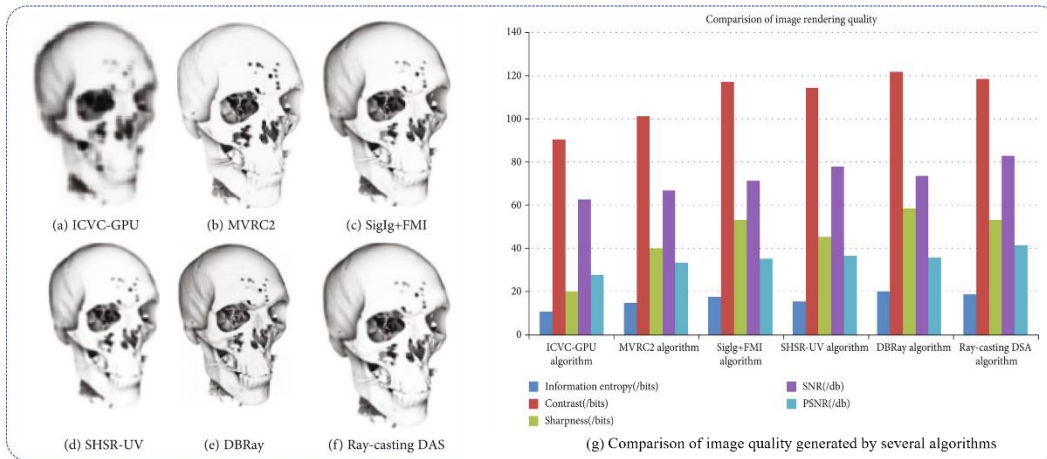 (a) ICVC-GPU
(b) MVRC2
(c) SigIg+FMI
(d) SHSR-UV
(e) DBRay
(f) Ray-casting DAS
Comparision of image rendering quality
140
120
100
80
60
40
20
0
ICVC-GPU algorithm
MVRC2 algorithm
SigIg+FMI algorithm
SHSR-UV algorithm
DBRay algorithm
Ray-casting DSA algorithm
Information entropy(/bits)
Contrast(/bits)
Sharpness(/bits)
SNR(/db)
PSNR(/db)
(g) Comparison of image quality generated by several algorithms